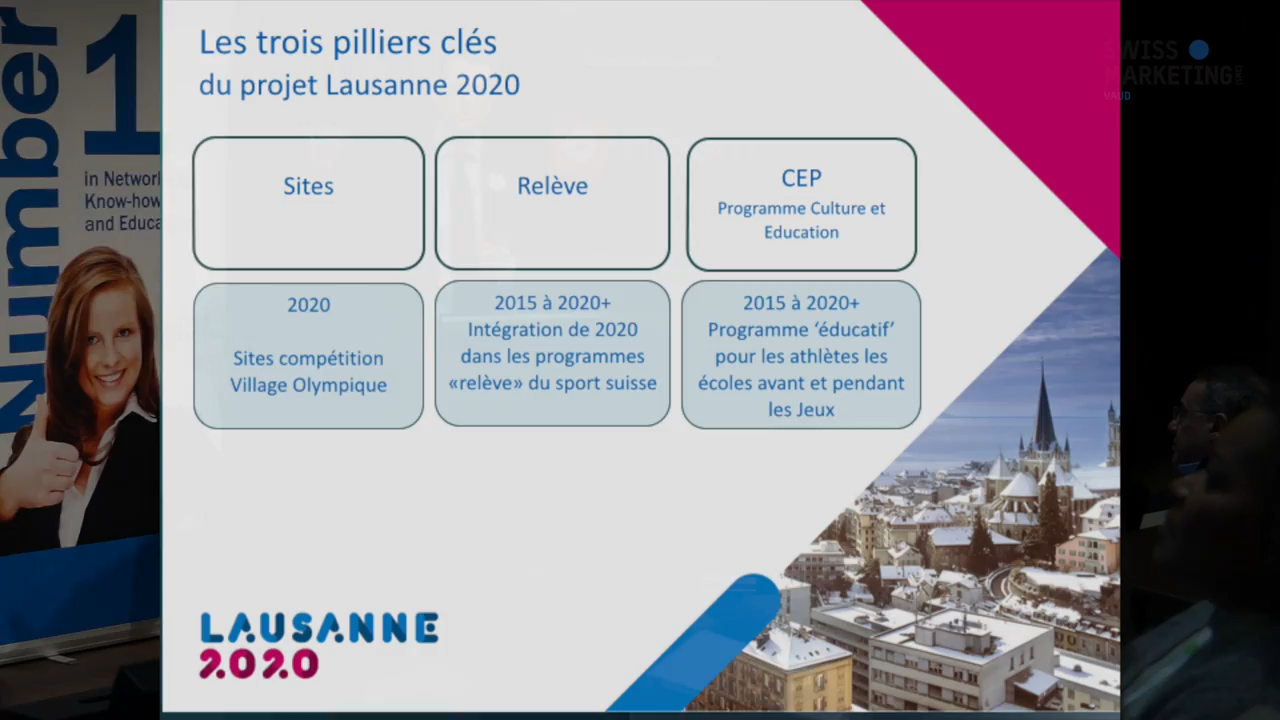 Number 1
in Network
Know-how
and Educa
Les trois pilliers clés
du projet Lausanne 2020
SWISS
MARKETING
VAUD
Sites
Relève
CEP
Programme Culture et
Education
2020
Sites compétition
Village Olympique
2015 à 2020+
Intégration de 2020
dans les programmes
«relève» du sport suisse
2015 à 2020+
Programme ‘éducatif’
pour les athlètes les
écoles avant et pendant
les Jeux
LAUSANNE
2020